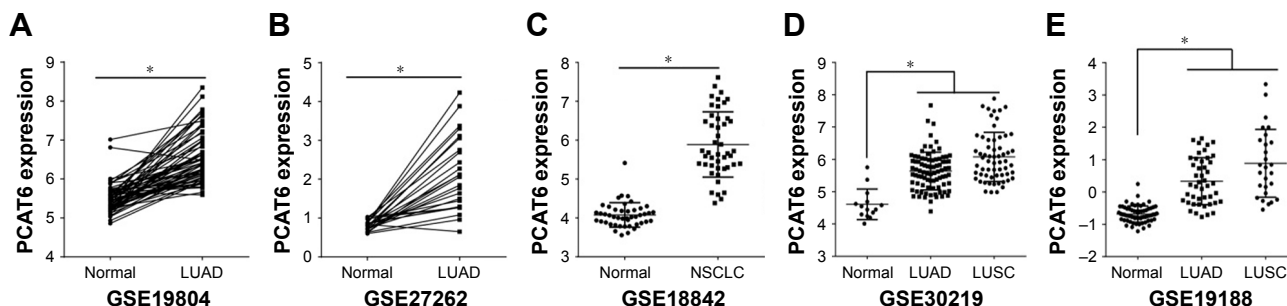 A
PCAT6 expression
9
8
7
6
5
4
*
Normal LUAD
GSE19804
B
PCAT6 expression
5
4
3
2
1
0
*
Normal LUAD
GSE27262
C
PCAT6 expression
8
7
6
5
4
3
*
Normal NSCLC
GSE18842
D
PCAT6 expression
9
8
7
6
5
4
3
*
Normal LUAD LUSC
GSE30219
E
PCAT6 expression
4
3
2
1
0
–1
–2
*
Normal LUAD LUSC
GSE19188